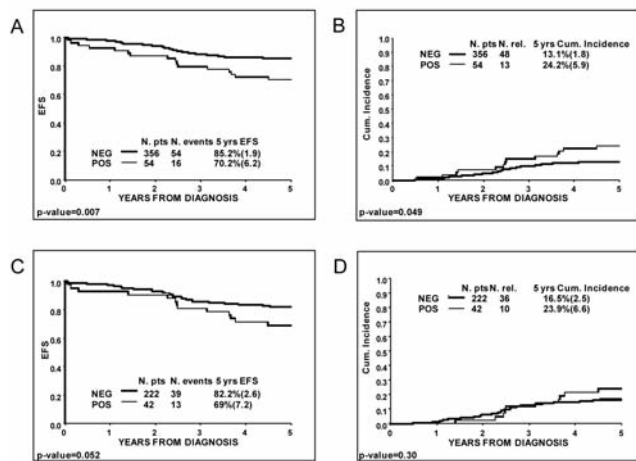 A
1.0
0.8
0.6
0.4
0.2
0.0
EFS
N. pts N. events 5 yrs EFS
NEG 356 54 85.2%(1.9)
POS 54 16 70.2%(6.2)
0 1 2 3 4 5
YEARS FROM DIAGNOSIS
p-value=0.007
B
1.0
0.9
0.8
0.7
0.6
0.5
0.4
0.3
0.2
0.1
0.0
Cum. Incidence
N. pts N. rel. 5 yrs Cum. Incidence
NEG 356 48 13.1%(1.8)
POS 54 13 24.2%(5.9)
0 1 2 3 4 5
YEARS FROM DIAGNOSIS
p-value=0.049
C
1.0
0.8
0.6
0.4
0.2
0.0
EFS
N. pts N. events 5 yrs EFS
NEG 222 39 82.2%(2.6)
POS 42 13 69%(7.2)
0 1 2 3 4 5
YEARS FROM DIAGNOSIS
p-value=0.052
D
1.0
0.9
0.8
0.7
0.6
0.5
0.4
0.3
0.2
0.1
0.0
Cum. Incidence
N. pts N. rel. 5 yrs Cum. Incidence
NEG 222 36 16.5%(2.5)
POS 42 10 23.9%(6.6)
0 1 2 3 4 5
YEARS FROM DIAGNOSIS
p-value=0.30